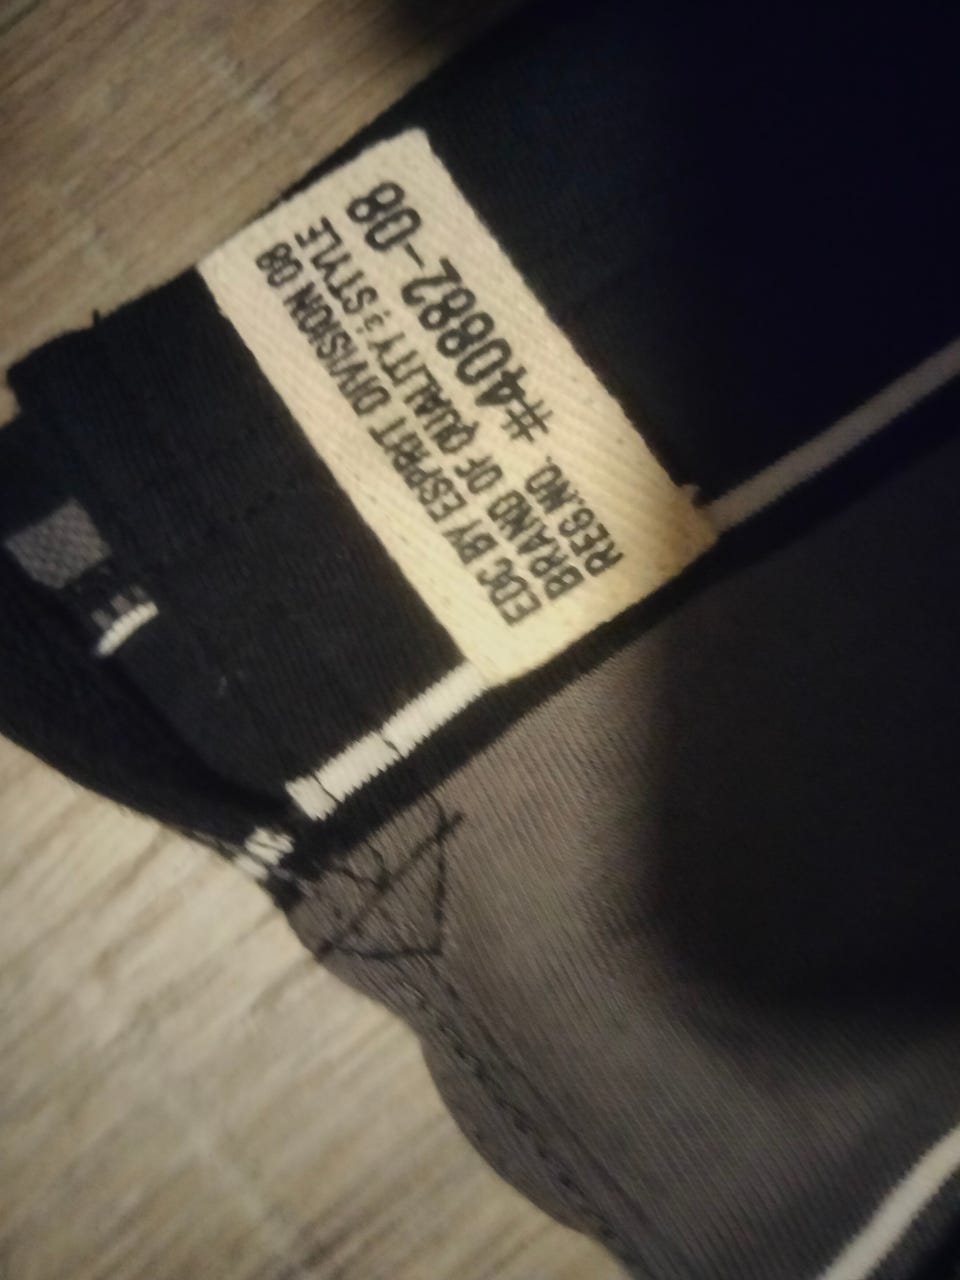 EDC BY ESPRIT DIVISION 08
BRAND OF QUALITY & STYLE
REG.NO. #40882-08